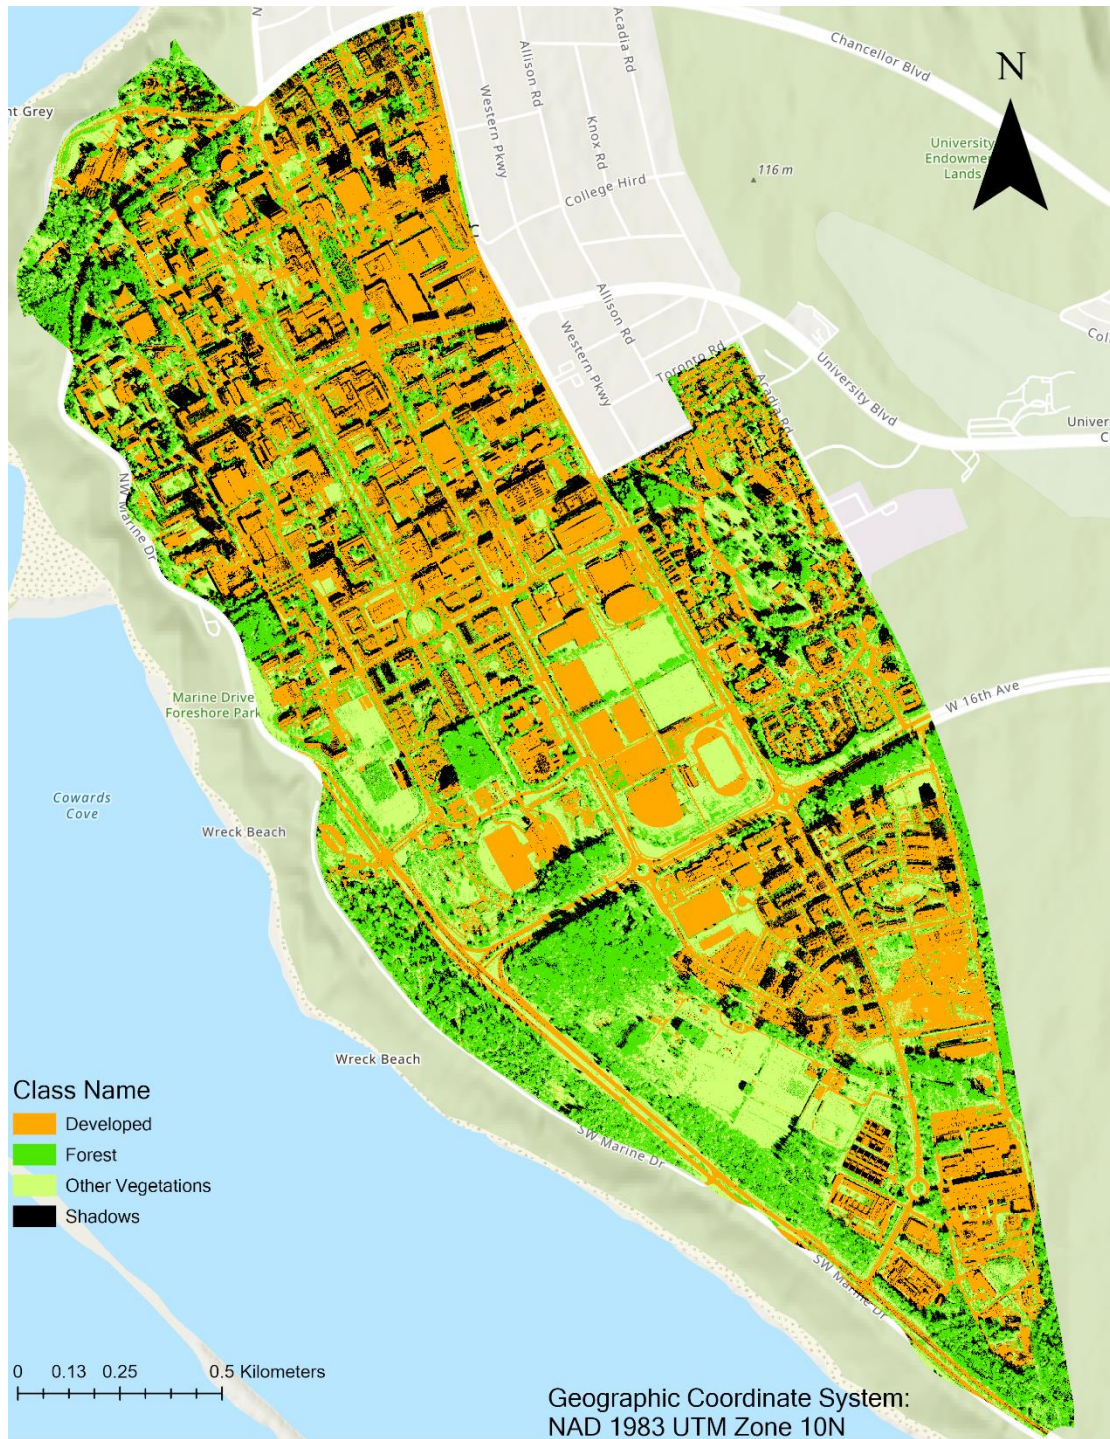 N
Acadia Rd
Allison Rd
Chancellor Blvd
N
nt Grey
Western Pkwy
Knox Rd
University
Endowme
Lands
116 m
College Hird
Allison Rd
Western Pkwy
Toronto Rd
Acadia Rd
University Blvd
Coll
Univer
C
NW Marine Dr
Marine Drive
Foreshore Park
W 16th Ave
Cowards
Cove
Wreck Beach
Wreck Beach
SW Marine Dr
SW Marine Dr
Class Name
Developed
Forest
Other Vegetations
Shadows
0 0.13 0.25 0.5 Kilometers
Geographic Coordinate System:
NAD 1983 UTM Zone 10N